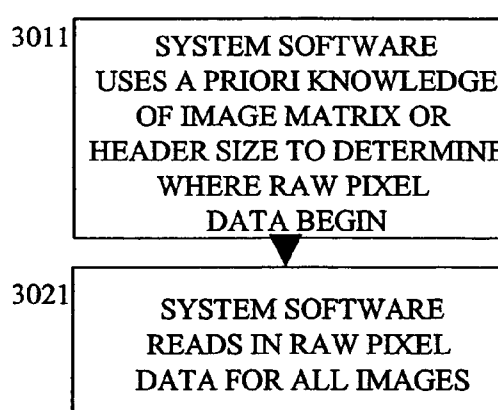 3011
SYSTEM SOFTWARE
USES A PRIORI KNOWLEDGE
OF IMAGE MATRIX OR
HEADER SIZE TO DETERMINE
WHERE RAW PIXEL
DATA BEGIN
3021
SYSTEM SOFTWARE
READS IN RAW PIXEL
DATA FOR ALL IMAGES